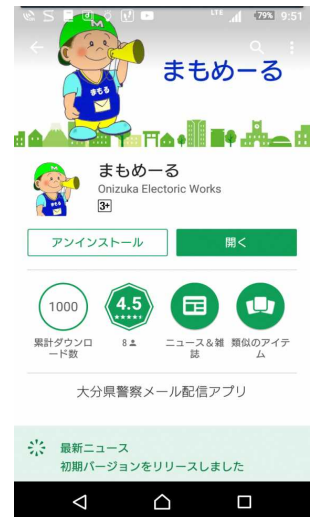 LTE 79% 9:51
まもめーる
まもめーる
Onizuka Electoric Works
3+
アンインストール 開く
1000 4.5
累計ダウンロ
ード数
8
ニュース&雑
誌
類似のアイテ
ム
大分県警察メール配信アプリ
最新ニュース
初期バージョンをリリースしました